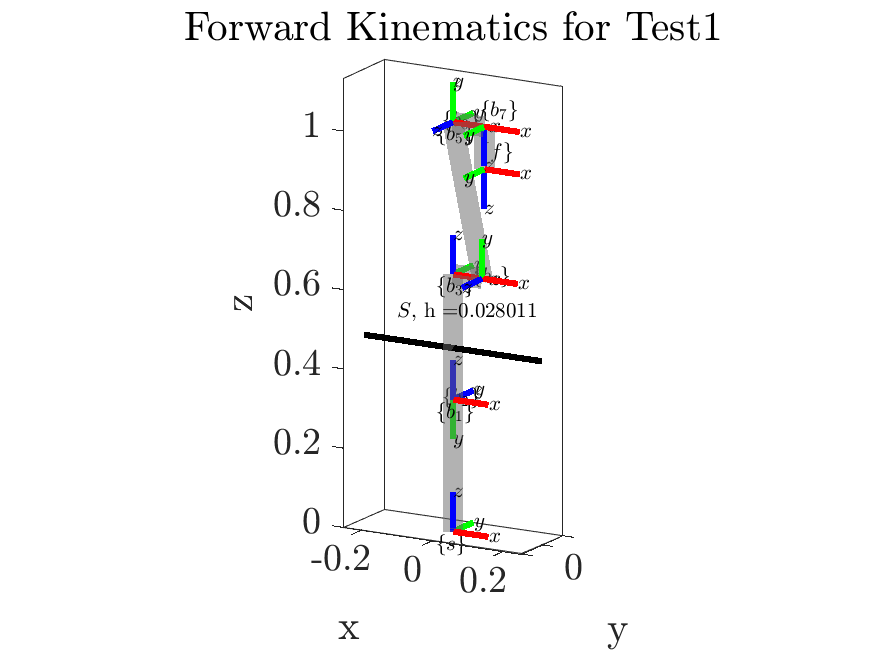 Forward Kinematics for Test1
y
{b7}
y
1
{b5}
y
x
f}
y
x
0.8
z
z
y
y
0.6
x
{b3}
z
S, h =0.028011
0.4
z
y
x
{b1}
0.2
y
z
y
x
0
{s}
-0.2
0
0.2
0
x
y